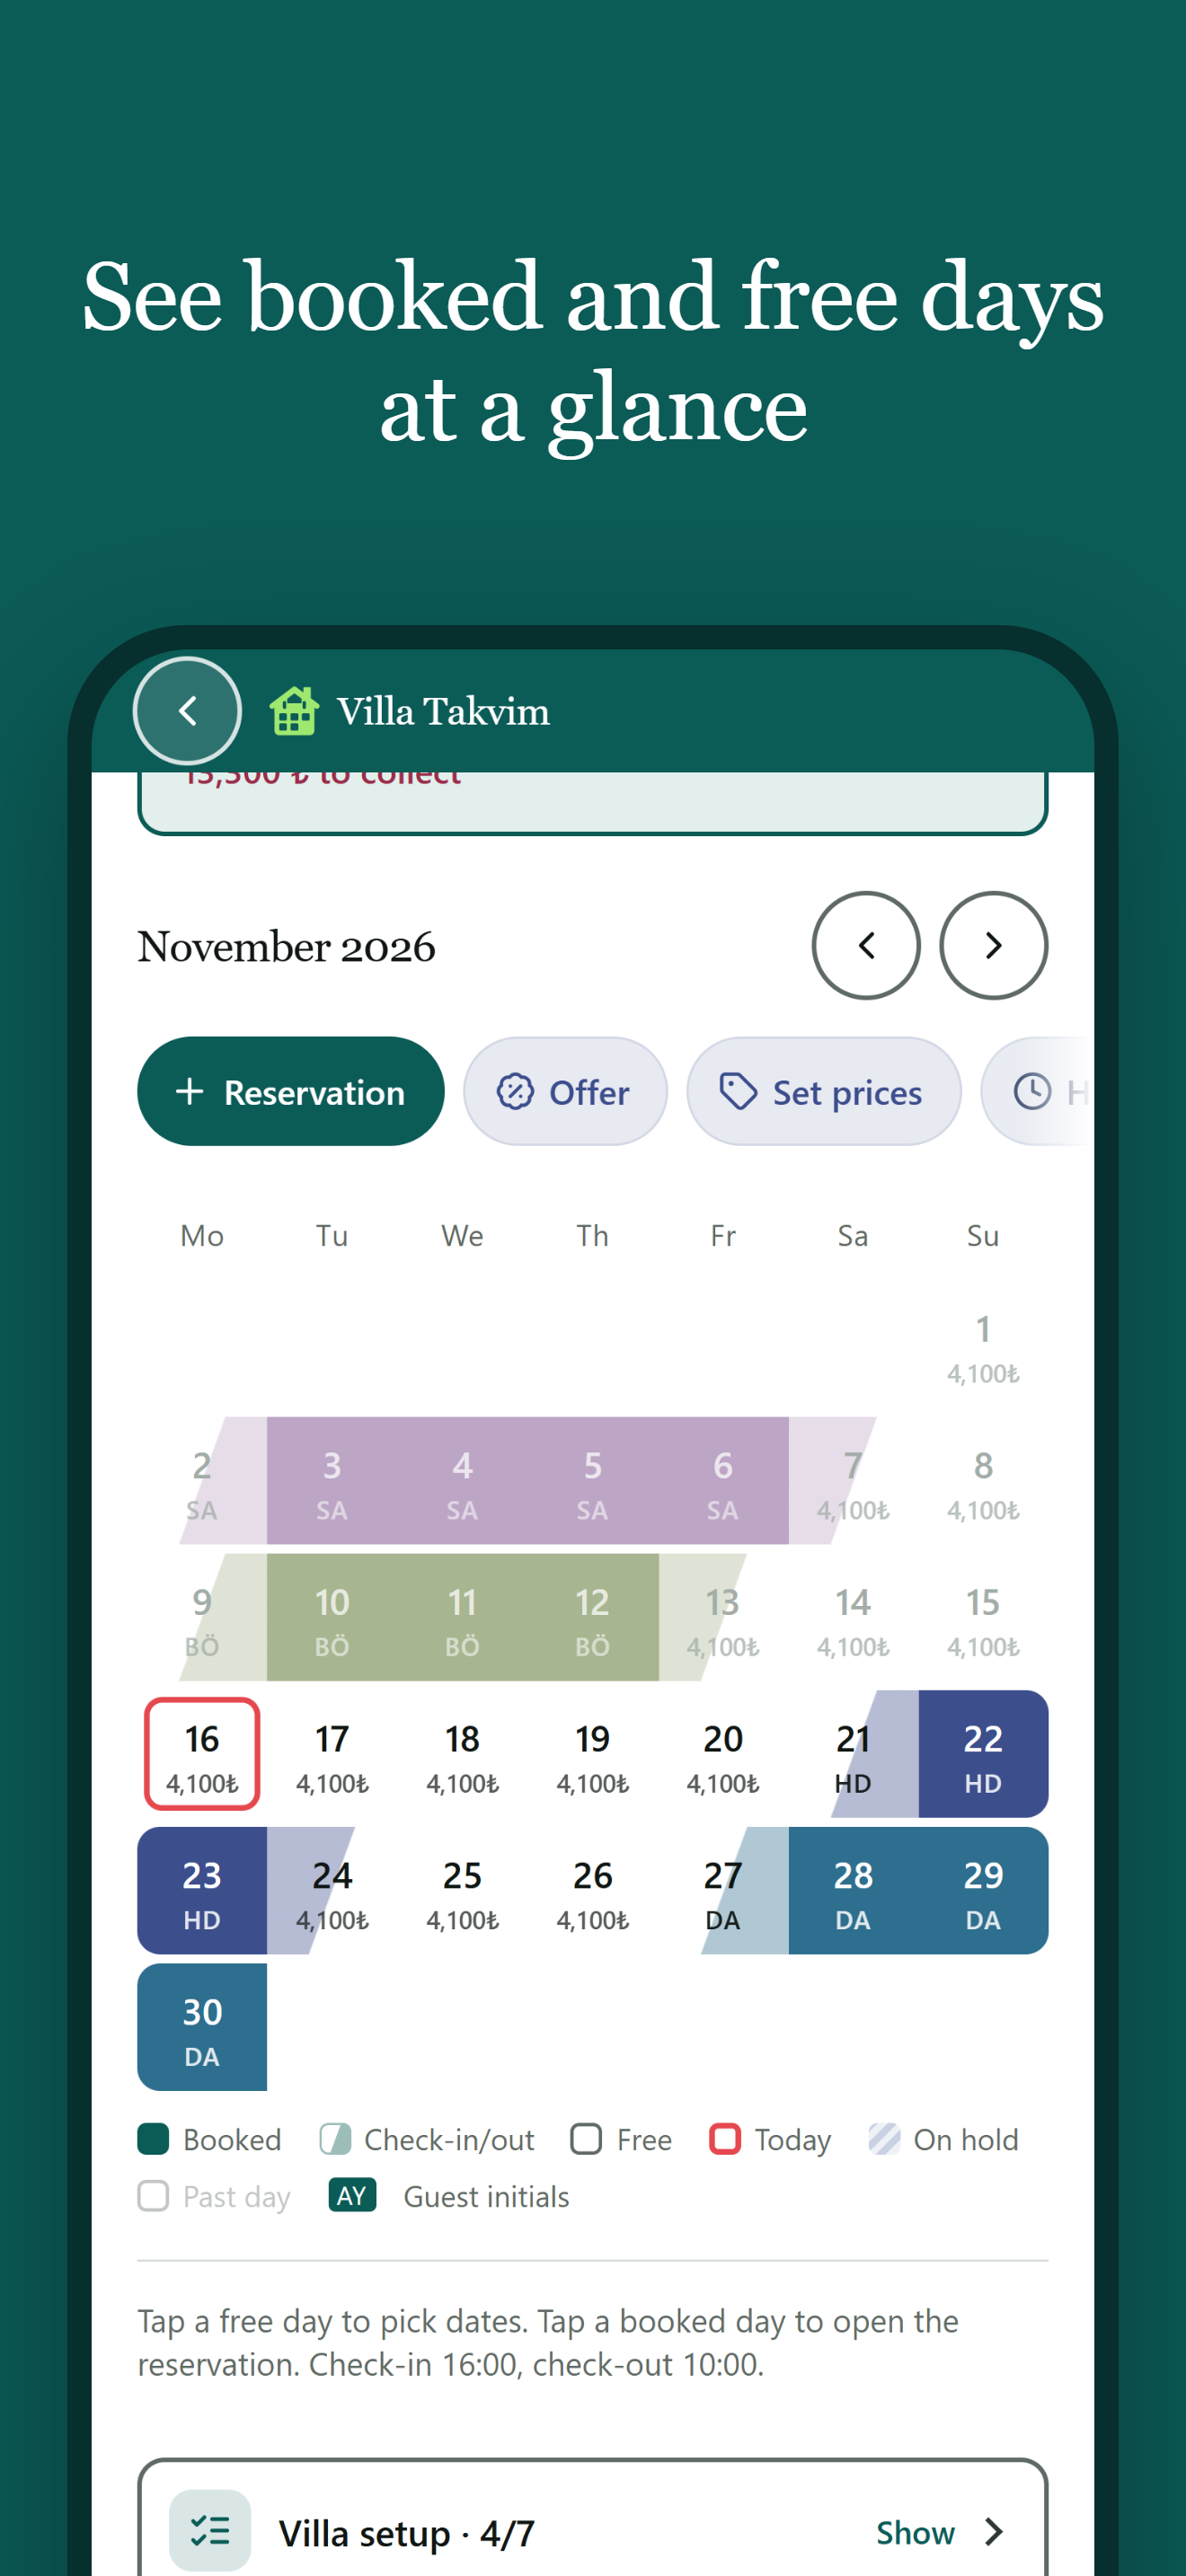 See booked and free days
at a glance
Villa Takvim
13,300 ₺ to collect
November 2026
Reservation
Offer
Set prices
Mo Tu We Th Fr Sa Su
1
4,100₺
2 3 4 5 6 7 8
SA SA SA SA SA 4,100₺ 4,100₺
9 10 11 12 13 14 15
BÖ BÖ BÖ BÖ 4,100₺ 4,100₺ 4,100₺
16 17 18 19 20 21 22
4,100₺ 4,100₺ 4,100₺ 4,100₺ 4,100₺ HD HD
23 24 25 26 27 28 29
HD 4,100₺ 4,100₺ 4,100₺ DA DA DA
30
DA
Booked Check-in/out Free Today On hold
Past day AY Guest initials
Tap a free day to pick dates. Tap a booked day to open the
reservation. Check-in 16:00, check-out 10:00.
Villa setup · 4/7 Show